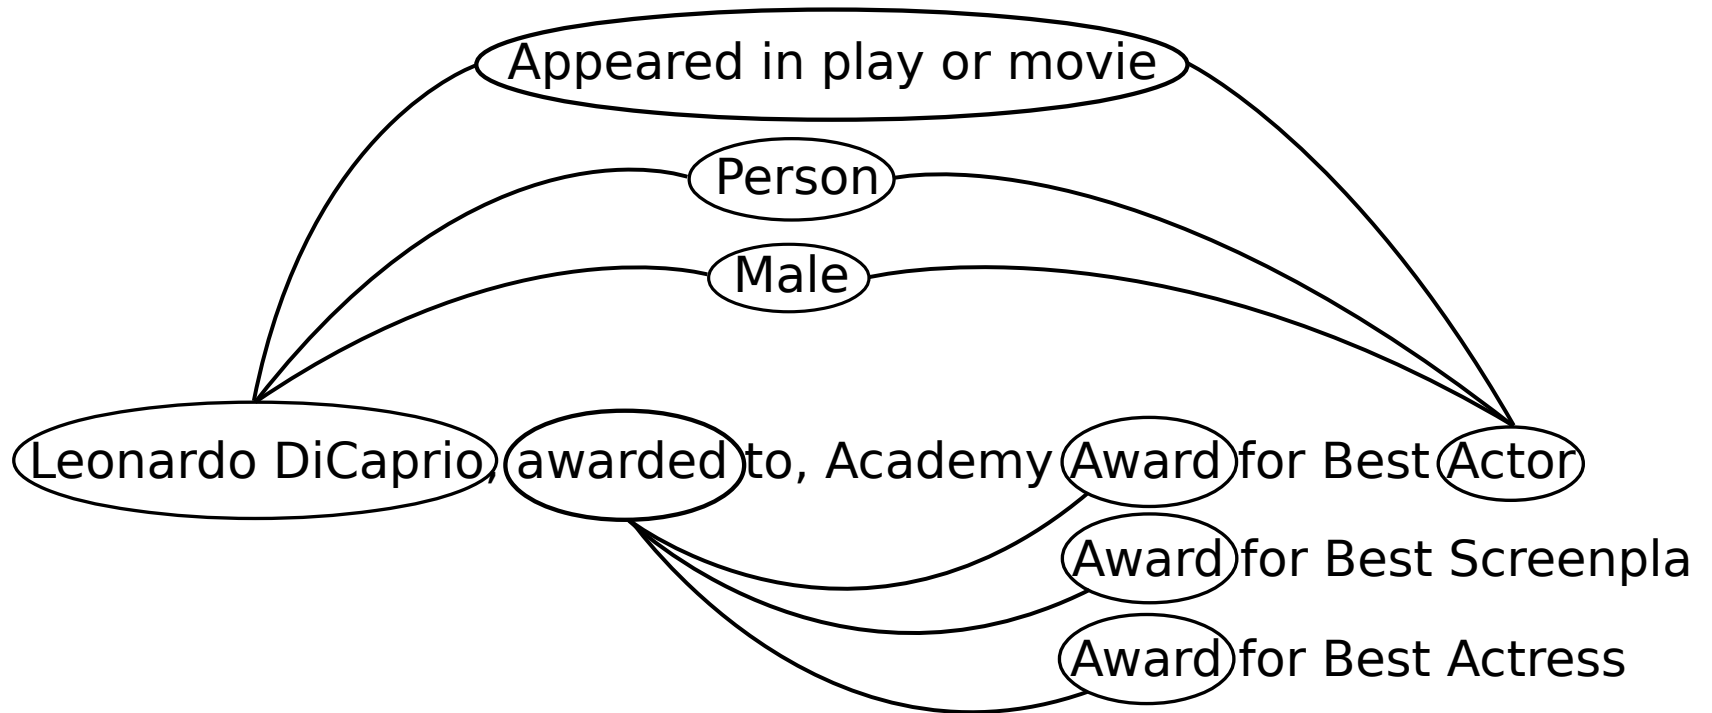 Appeared in play or movie
Person
Male
Leonardo DiCaprio, awarded to, Academy Award for Best Actor
Award for Best Screenpla
Award for Best Actress